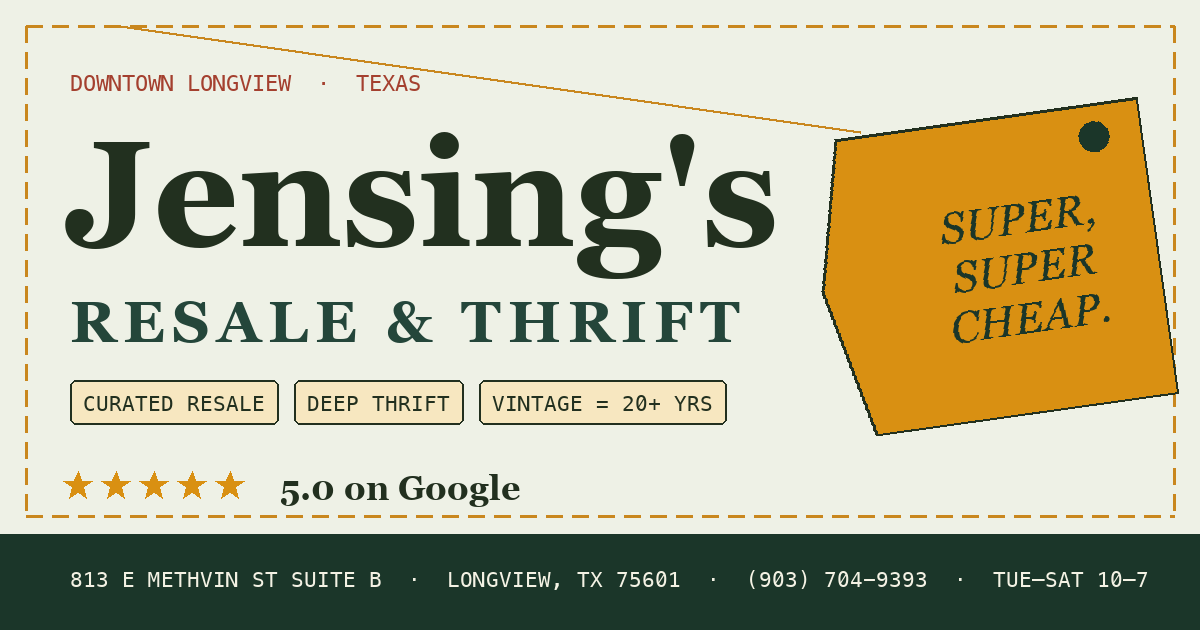 DOWNTOWN LONGVIEW · TEXAS
Jensing's
RESALE & THRIFT
CURATED RESALE
DEEP THRIFT
VINTAGE = 20+ YRS
SUPER,
SUPER
CHEAP.
★★★★★ 5.0 on Google
813 E METHVIN ST SUITE B · LONGVIEW, TX 75601 · (903) 704–9393 · TUE–SAT 10–7